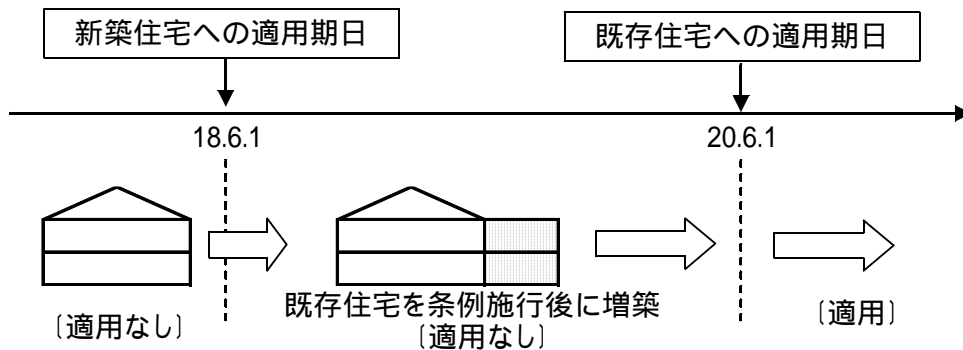 新築住宅への適用期日
既存住宅への適用期日
18.6.1
20.6.1
〔適用なし〕
既存住宅を条例施行後に増築
〔適用なし〕
〔適用〕